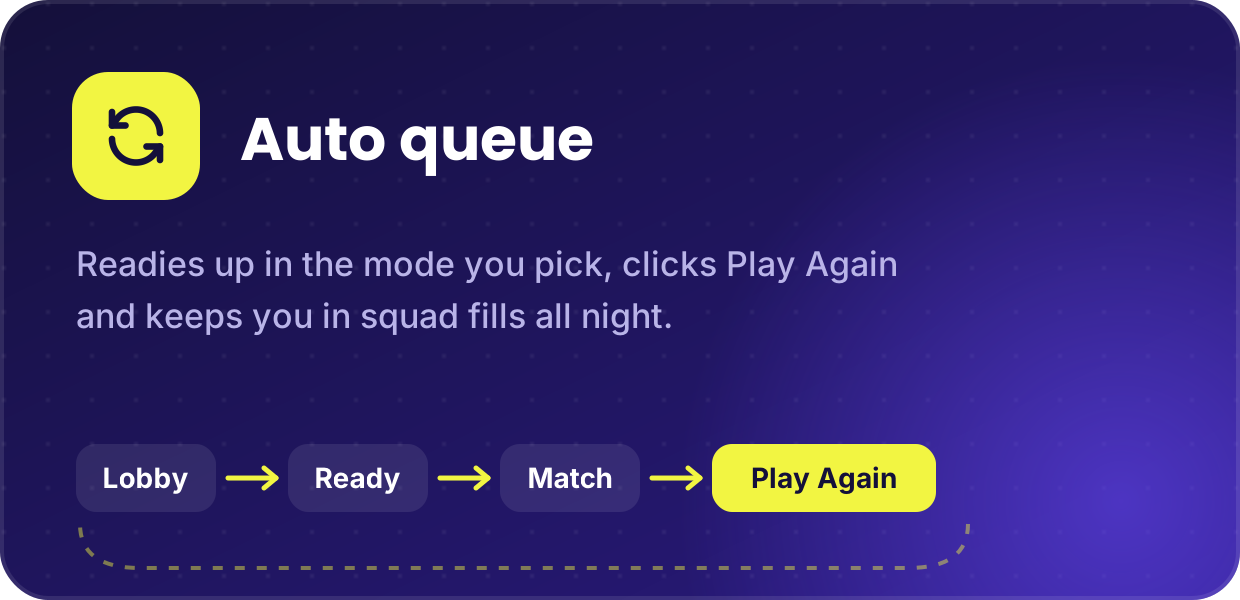 Auto queue
Readies up in the mode you pick, clicks Play Again
and keeps you in squad fills all night.
Lobby
Ready
Match
Play Again